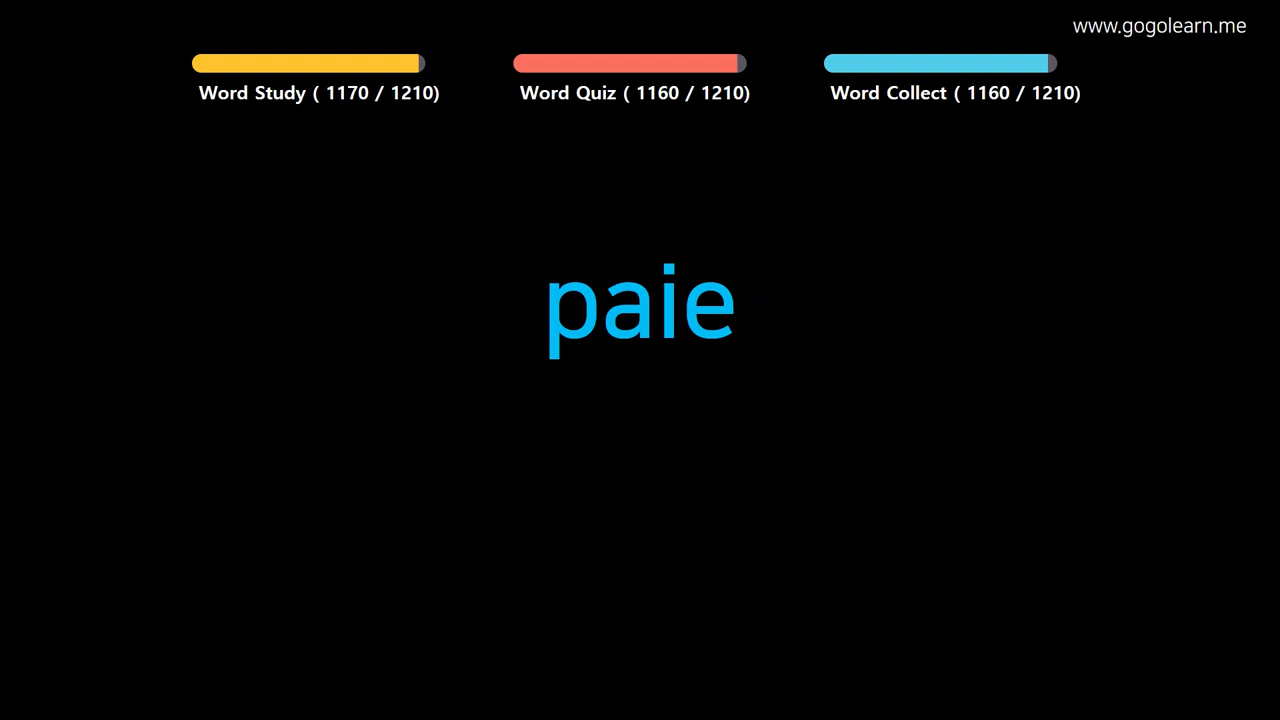 www.gogolearn.me
Word Study ( 1170 / 1210)
Word Quiz ( 1160 / 1210)
Word Collect ( 1160 / 1210)
paie